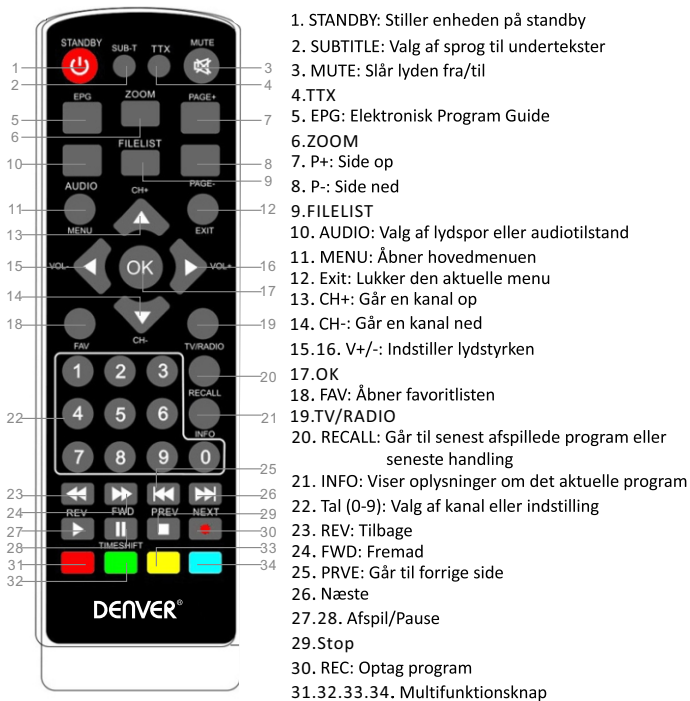 STANDBY SUB-T TTX MUTE
1 2 3 4
EPG ZOOM PAGE+
5 6 7
FILELIST
10 8 9
AUDIO CH+ PAGE-
11 12
MENU EXIT
13
VOL- OK VOL+
15 16
14 17
18 19
FAV CH- TV/RADIO
1 2 3
20
RECALL
4 5 6
22 21
INFO
7 8 9 0
25
23 26
REV FWD PREV NEXT
24 29
27 30
TIMESHIFT
28 33
31 34
32
DENVER®
1. STANDBY: Stiller enheden på standby
2. SUBTITLE: Valg af sprog til undertekster
3. MUTE: Slår lyden fra/til
4.TTX
5. EPG: Elektronisk Program Guide
6.ZOOM
7. P+: Side op
8. P-: Side ned
9.FILELIST
10. AUDIO: Valg af lydspor eller audiotilstand
11. MENU: Åbner hovedmenuen
12. Exit: Lukker den aktuelle menu
13. CH+: Går en kanal op
14. CH-: Går en kanal ned
15.16. V+/-: Indstiller lydstyrken
17.OK
18. FAV: Åbner favoritlisten
19.TV/RADIO
20. RECALL: Går til senest afspillede program eller
seneste handling
21. INFO: Viser oplysninger om det aktuelle program
22. Tal (0-9): Valg af kanal eller indstilling
23. REV: Tilbage
24. FWD: Fremad
25. PRVE: Går til forrige side
26. Næste
27.28. Afspil/Pause
29.Stop
30. REC: Optag program
31.32.33.34. Multifunktionsknap